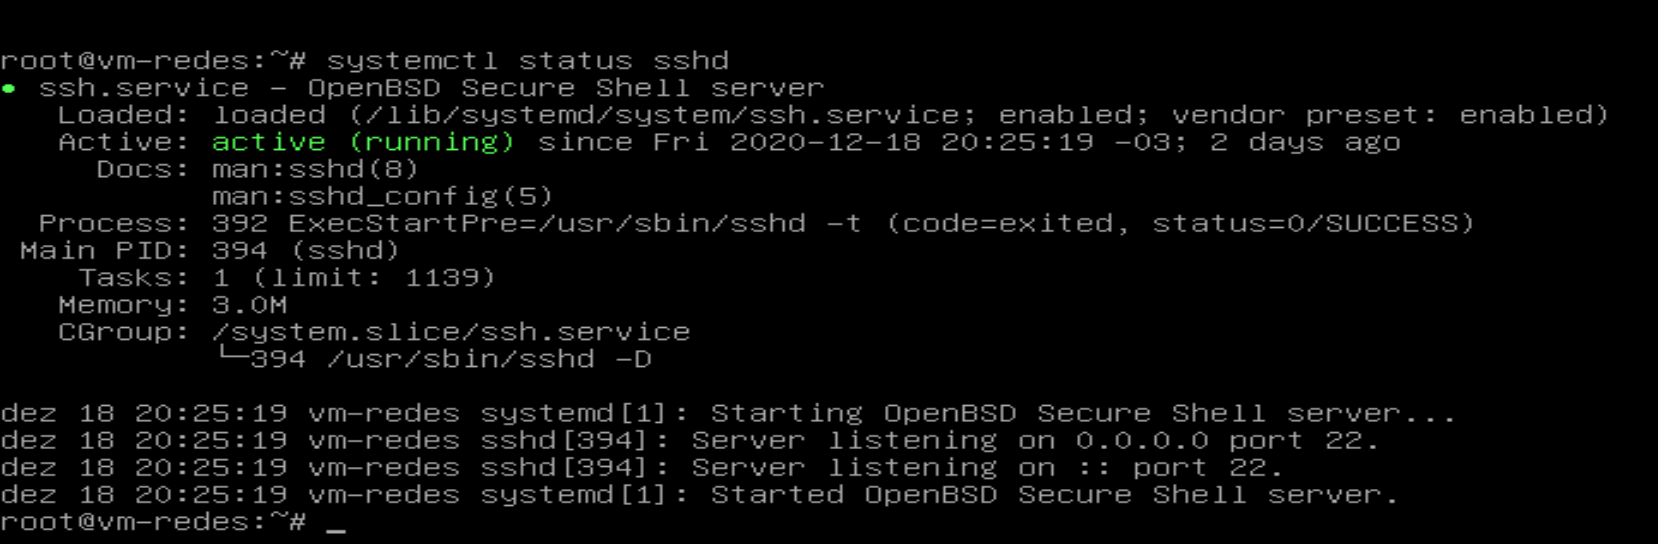 root@vm-redes:~# systemctl status sshd
● ssh.service - OpenBSD Secure Shell server
   Loaded: loaded (/lib/systemd/system/ssh.service; enabled; vendor preset: enabled)
   Active: active (running) since Fri 2020-12-18 20:25:19 -03; 2 days ago
     Docs: man:sshd(8)
           man:sshd_config(5)
  Process: 392 ExecStartPre=/usr/sbin/sshd -t (code=exited, status=0/SUCCESS)
 Main PID: 394 (sshd)
    Tasks: 1 (limit: 1139)
   Memory: 3.0M
   CGroup: /system.slice/ssh.service
           └─394 /usr/sbin/sshd -D

dez 18 20:25:19 vm-redes systemd[1]: Starting OpenBSD Secure Shell server...
dez 18 20:25:19 vm-redes sshd[394]: Server listening on 0.0.0.0 port 22.
dez 18 20:25:19 vm-redes sshd[394]: Server listening on :: port 22.
dez 18 20:25:19 vm-redes systemd[1]: Started OpenBSD Secure Shell server.
root@vm-redes:~# _